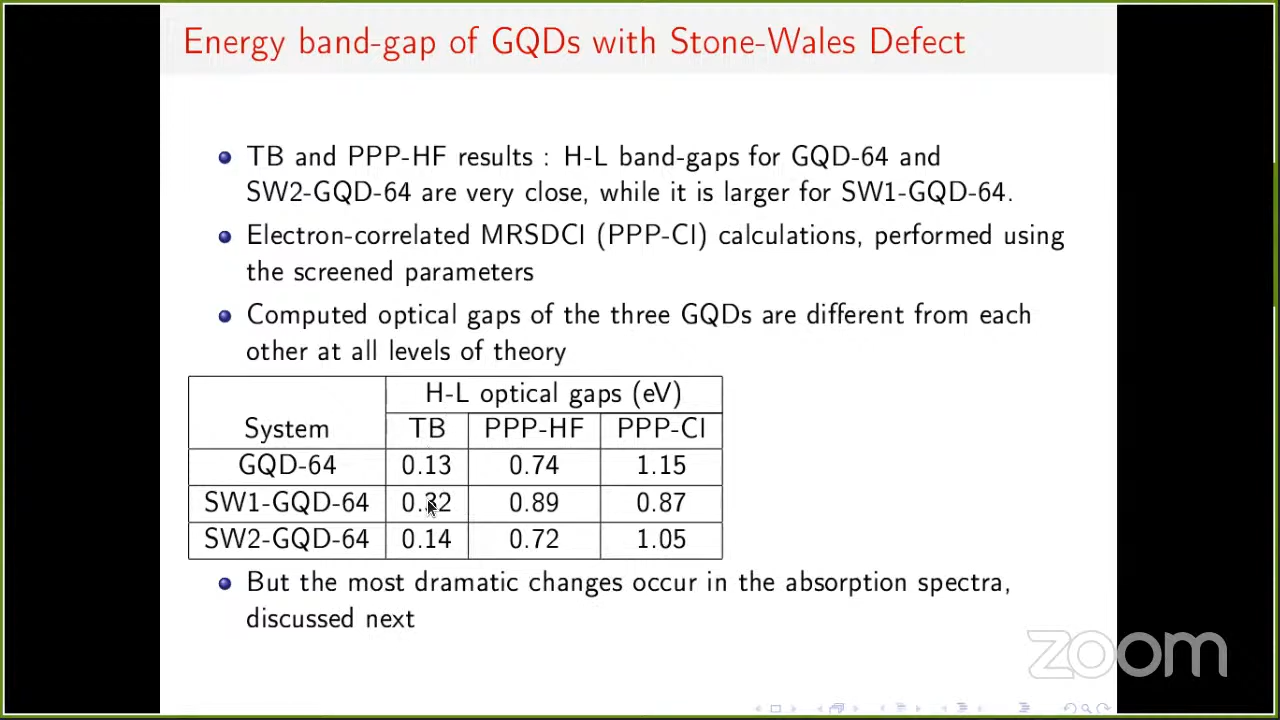 Energy band-gap of GQDs with Stone-Wales Defect
TB and PPP-HF results : H-L band-gaps for GQD-64 and
SW2-GQD-64 are very close, while it is larger for SW1-GQD-64.
Electron-correlated MRSDCI (PPP-CI) calculations, performed using
the screened parameters
Computed optical gaps of the three GQDs are different from each
other at all levels of theory
H-L optical gaps (eV)
System TB PPP-HF PPP-CI
GQD-64 0.13 0.74 1.15
SW1-GQD-64 0.32 0.89 0.87
SW2-GQD-64 0.14 0.72 1.05
But the most dramatic changes occur in the absorption spectra,
discussed next
zoom